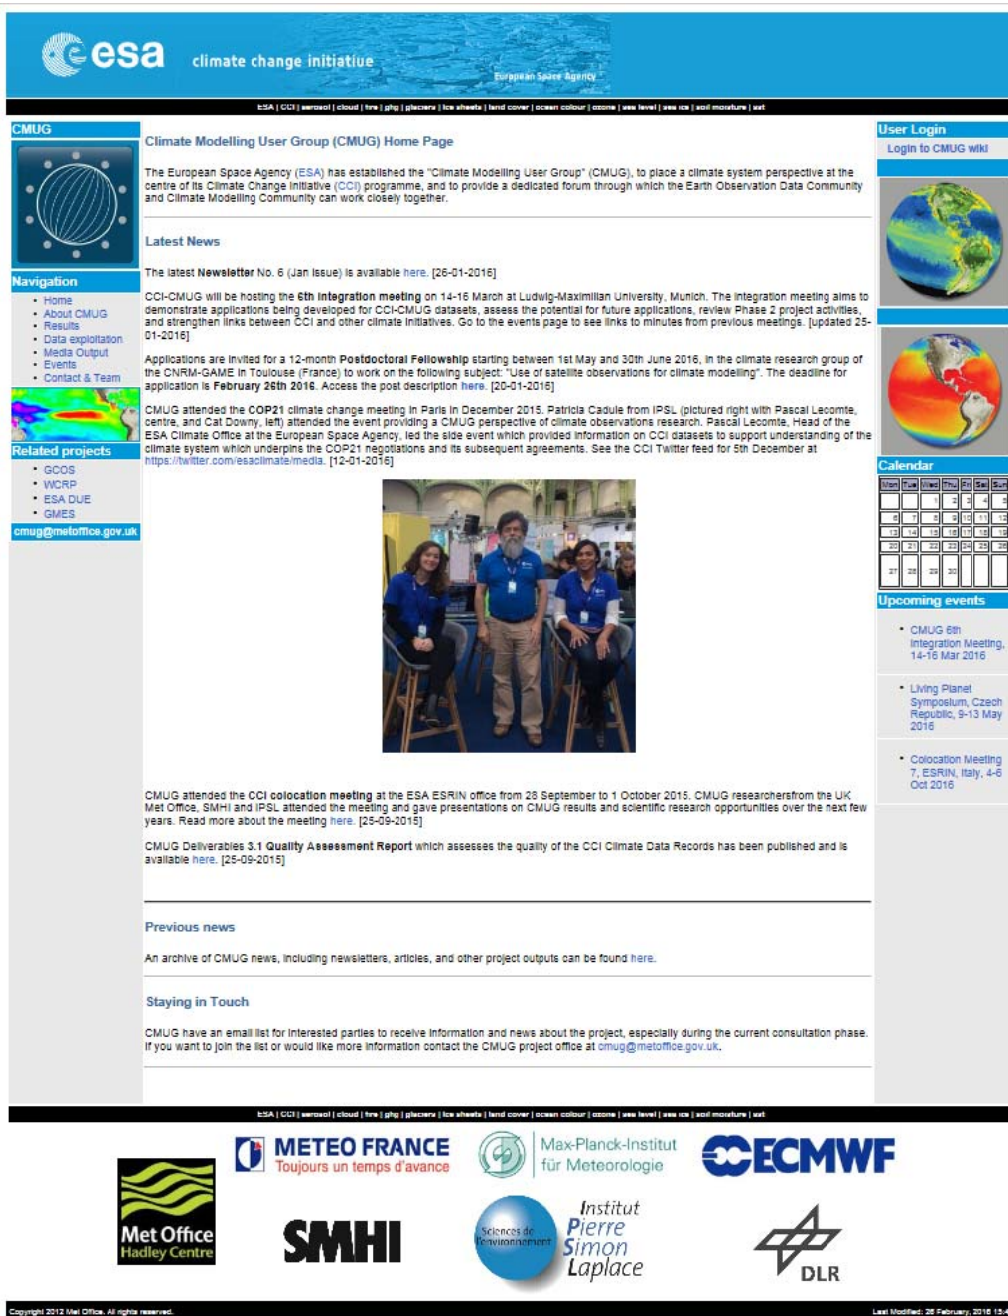 esa
climate change initiative
European Space Agency
ESA | CCI | aerosol | cloud | fire | ghg | glaciers | ice sheets | land cover | ocean colour | ozone | sea level | sea ice | soil moisture | sst
CMUG
Navigation
• Home
• About CMUG
• Results
• Data exploitation
• Media Output
• Events
• Contact & Team
Related projects
• GCOS
• WCRP
• ESA DUE
• GMES
cmug@metoffice.gov.uk
Climate Modelling User Group (CMUG) Home Page
The European Space Agency (ESA) has established the "Climate Modelling User Group" (CMUG), to place a climate system perspective at the
centre of its Climate Change Initiative (CCI) programme, and to provide a dedicated forum through which the Earth Observation Data Community
and Climate Modelling Community can work closely together.
Latest News
The latest Newsletter No. 6 (Jan issue) is available here. [26-01-2016]
CCI-CMUG will be hosting the 6th integration meeting on 14-16 March at Ludwig-Maximilian University, Munich. The integration meeting aims to
demonstrate applications being developed for CCI-CMUG datasets, assess the potential for future applications, review Phase 2 project activities,
and strengthen links between CCI and other climate initiatives. Go to the events page to see links to minutes from previous meetings. [updated 25-
01-2016]
Applications are invited for a 12-month Postdoctoral Fellowship starting between 1st May and 30th June 2016, in the climate research group of
the CNRM-GAME in Toulouse (France) to work on the following subject: "Use of satellite observations for climate modelling". The deadline for
application is February 26th 2016. Access the post description here. [20-01-2016]
CMUG attended the COP21 climate change meeting in Paris in December 2015. Patricia Cadule from IPSL (pictured right with Pascal Lecomte,
centre, and Cat Downy, left) attended the event providing a CMUG perspective of climate observations research. Pascal Lecomte, Head of the
ESA Climate Office at the European Space Agency, led the side event which provided information on CCI datasets to support understanding of the
climate system which underpins the COP21 negotiations and its subsequent agreements. See the CCI Twitter feed for 5th December at
https://twitter.com/esaclimate/media. [12-01-2016]
CMUG attended the CCI colocation meeting at the ESA ESRIN office from 28 September to 1 October 2015. CMUG researchersfrom the UK
Met Office, SMHI and IPSL attended the meeting and gave presentations on CMUG results and scientific research opportunities over the next few
years. Read more about the meeting here. [25-09-2015]
CMUG Deliverables 3.1 Quality Assessment Report which assesses the quality of the CCI Climate Data Records has been published and is
available here. [25-09-2015]
Previous news
An archive of CMUG news, including newsletters, articles, and other project outputs can be found here.
Staying in Touch
CMUG have an email list for interested parties to receive information and news about the project, especially during the current consultation phase.
If you want to join the list or would like more information contact the CMUG project office at cmug@metoffice.gov.uk.
User Login
Login to CMUG wiki
Calendar
Mon Tue Wed Thu Fri Sat Sun
1 2 3 4 5
6 7 8 9 10 11 12
13 14 15 16 17 18 19
20 21 22 23 24 25 26
27 28 29 30
Upcoming events
• CMUG 6th
Integration Meeting,
14-16 Mar 2016
• Living Planet
Symposium, Czech
Republic, 9-13 May
2016
• Colocation Meeting
7, ESRIN, Italy, 4-6
Oct 2016
ESA | CCI | aerosol | cloud | fire | ghg | glaciers | ice sheets | land cover | ocean colour | ozone | sea level | sea ice | soil moisture | sst
Met Office
Hadley Centre
METEO FRANCE
Toujours un temps d'avance
Max-Planck-Institut
für Meteorologie
ECMWF
SMHI
Sciences de
l'environnement
Institut
Pierre
Simon
Laplace
DLR
Copyright 2012 Met Office. All rights reserved.
Last Modified: 26 February, 2016